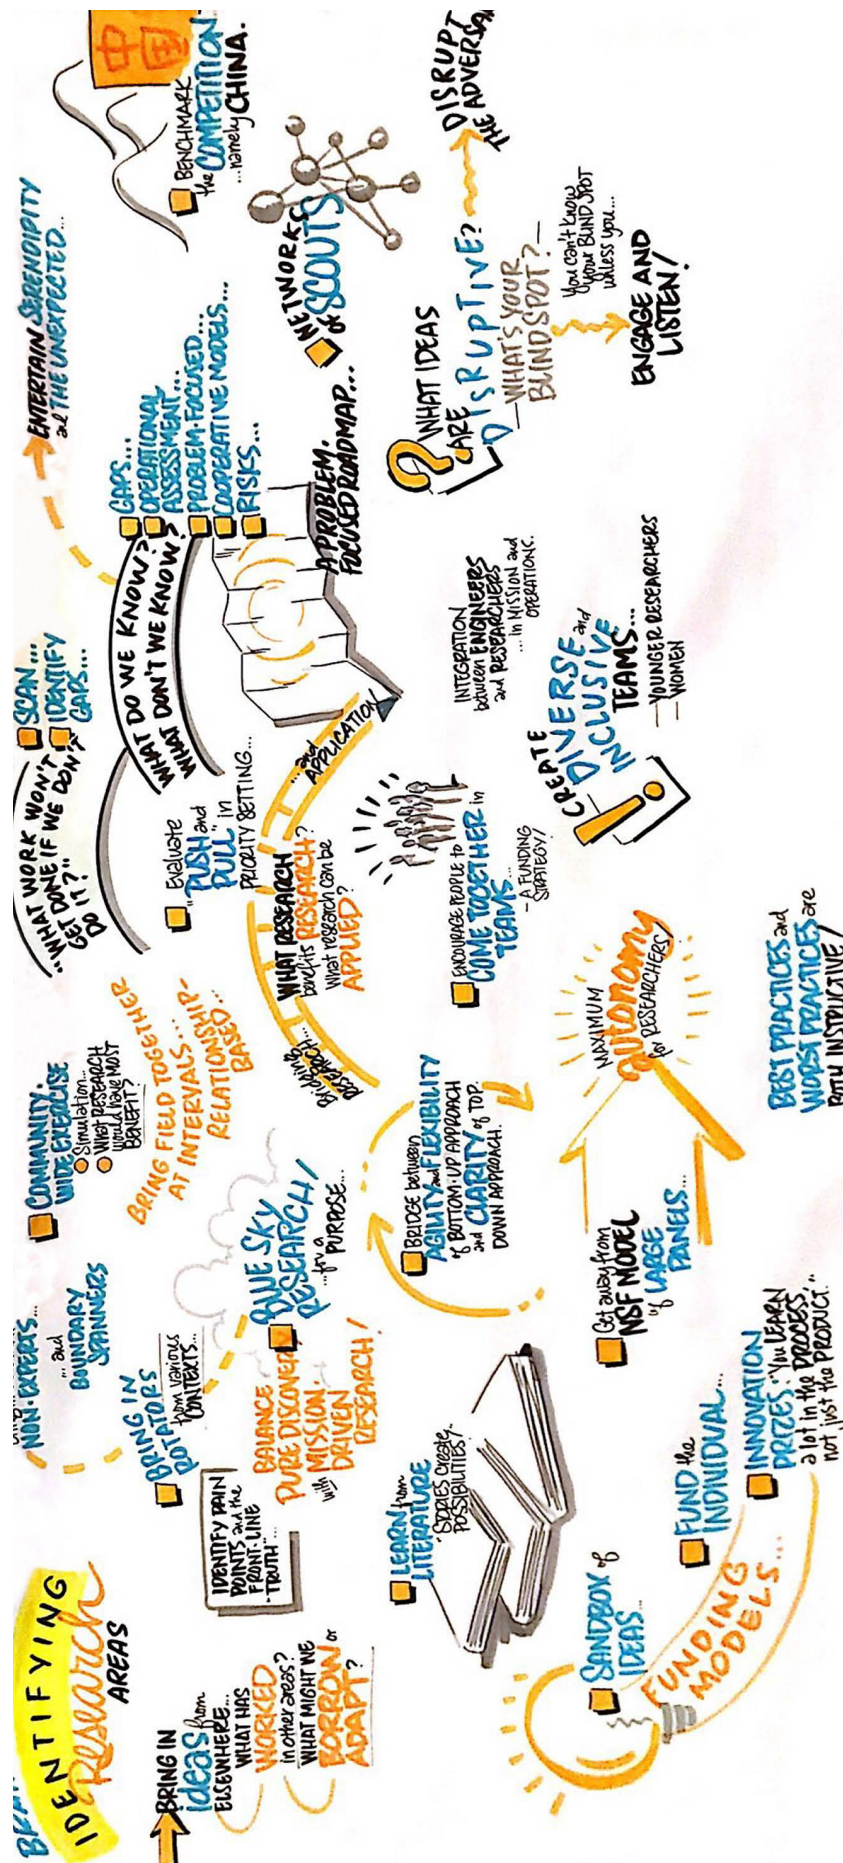 IDENTIFYING
Research
AREAS
BRING IN
ideas from
ELSEWHERE...
WHAT HAS
WORKED
in other areas?
WHAT MIGHT WE
BORROW or
ADAPT?
NON-EXPERTS...
...and
BOUNDARY
SPANNERS
BRING IN
ROTATORS
from various
CONTEXTS...
IDENTIFY PAIN
POINTS and the
FRONT-LINE
"TRUTH"...
BALANCE
PURE DISCOVERY
with MISSION-
DRIVEN
RESEARCH!
BLUE SKY
RESEARCH!
...for a
PURPOSE...
COMMUNITY-
WIDE EXERCISE
Simulation...
What RESEARCH
would have MOST
BENEFIT?
BRING FIELD TOGETHER
AT INTERVALS...
RELATIONSHIP-
BASED...
"WHAT WORK WON'T
GET DONE IF WE DON'T
DO IT?"
SCAN...
IDENTIFY
GAPS...
Evaluate
"PUSH and
PULL" in
PRIORITY SETTING...
WHAT DO WE KNOW?
WHAT DON'T WE KNOW?
GAPS...
OPERATIONAL
ASSESSMENT...
PROBLEM-FOCUSED...
COOPERATIVE MODELS...
RISKS...
ENTERTAIN SERENDIPITY
and THE UNEXPECTED...
BENCHMARK
the COMPETITION
...namely CHINA.
中国
NETWORKS
of SCOUTS
A PROBLEM-
FOCUSED ROADMAP...
Bridging
RESEARCH...
...and
APPLICATION
WHAT RESEARCH
benefits RESEARCH?
What research can be
APPLIED?
LEARN from
LITERATURE
"STORIES Create
POSSIBILITIES!"
BRIDGE between
AGILITY and FLEXIBILITY
of BOTTOM-UP APPROACH
and CLARITY of TOP-
DOWN APPROACH.
ENCOURAGE PEOPLE to
COME TOGETHER in
TEAMS...
— A FUNDING
STRATEGY!
INTEGRATION
between ENGINEERS
and RESEARCHERS
...in MISSION and
OPERATIONS.
CREATE
DIVERSE and
INCLUSIVE
TEAMS...
— YOUNGER RESEARCHERS
— WOMEN
WHAT IDEAS
ARE
DISRUPTIVE?
DISRUPT
THE
— WHAT'S YOUR
BLIND SPOT? —
You can't know
your BLIND SPOT
unless you...
ENGAGE AND
LISTEN!
FUNDING
MODELS...
SANDBOX of
IDEAS...
FUND the
INDIVIDUAL...
INNOVATION
PRIZES: "YOU LEARN
a lot in the PROCESS,
not just the PRODUCT."
Get away from
NSF MODEL
of LARGE
PANELS...
MAXIMUM
autonomy
for RESEARCHERS!
BEST PRACTICES and
WORST PRACTICES are
BOTH INSTRUCTIVE!